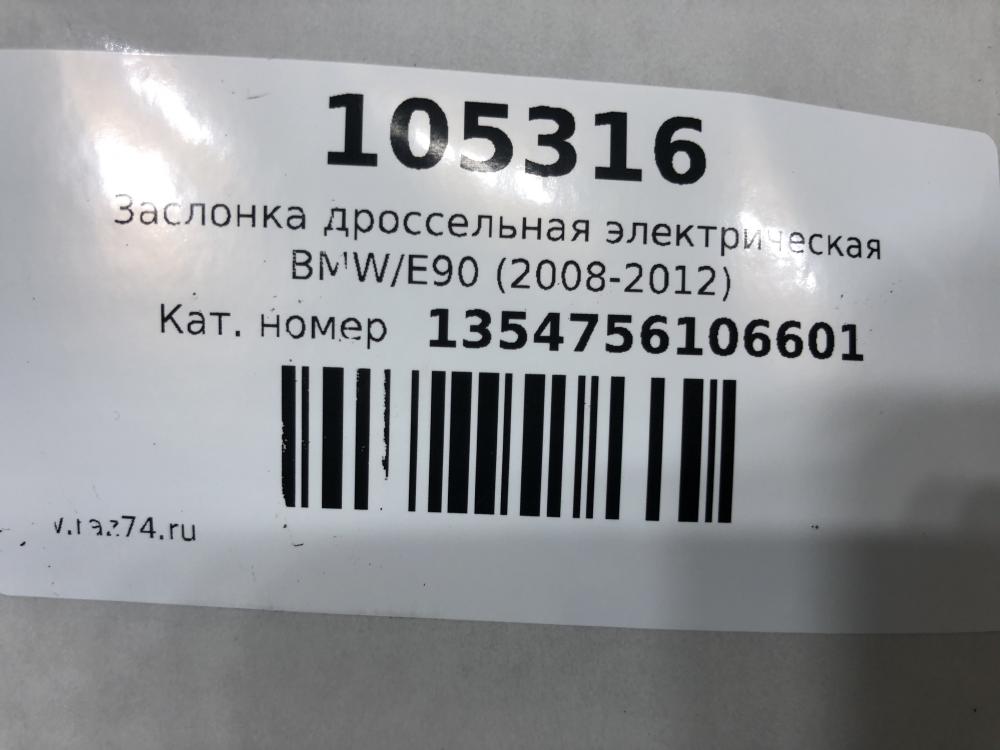 105316
Заслонка дроссельная электрическая
BMW/E90 (2008-2012)
Кат. номер 1354756106601